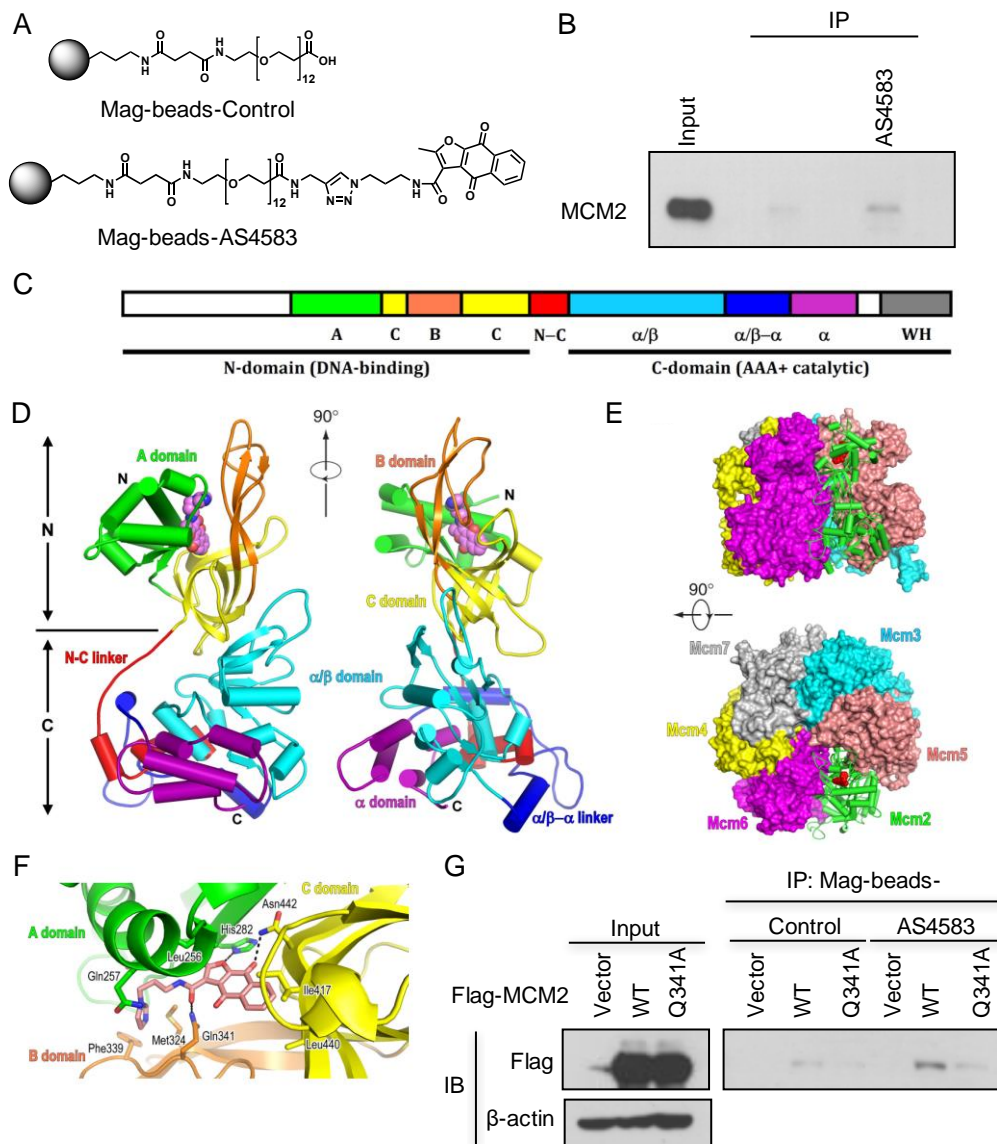 A
O
H
N
N
H
O
O
O
OH
12
Mag-beads-Control
O
H
N
N
H
O
O
O
N
H
12
N
N=N
H
N
O
O
O
O
Mag-beads-AS4583
B
IP
Input
AS4583
MCM2
C
A C B C N–C α/β α/β–α α WH
N-domain (DNA-binding) C-domain (AAA+ catalytic)
D
90°
N
C
A domain
N
N-C linker
C
B domain
N
C domain
α/β domain
α domain
C
α/β–α linker
E
90°
Mcm7
Mcm3
Mcm4
Mcm5
Mcm6
Mcm2
F
A domain
C domain
Asn442
His282
Leu256
Gln257
Ile417
Met324
Gln341
Phe339
Leu440
B domain
G
IP: Mag-beads-
Input Control AS4583
Flag-MCM2 Vector WT Q341A Vector WT Q341A Vector WT Q341A
IB
Flag
β-actin